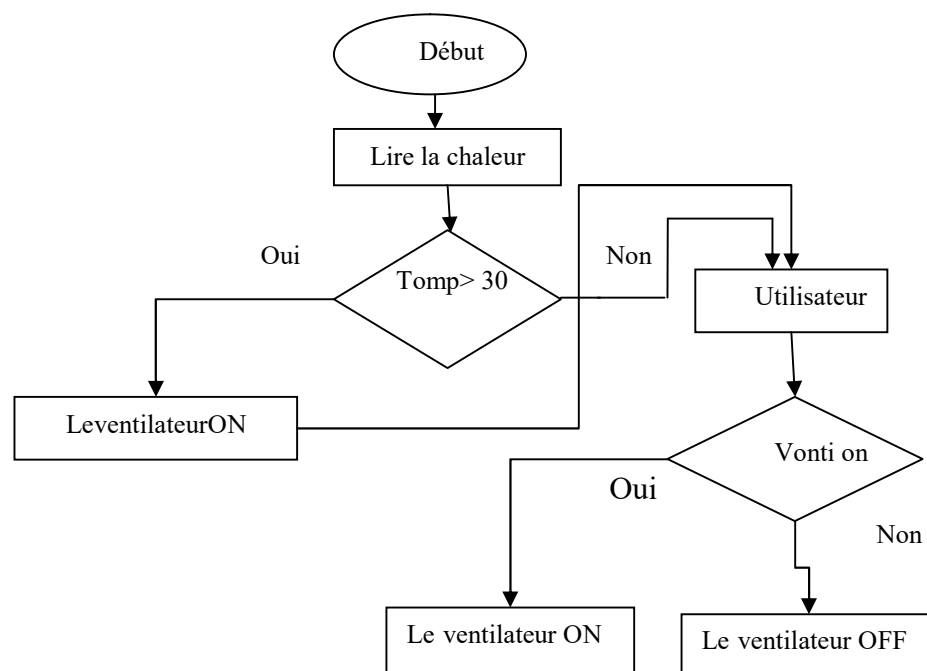 Début
Lire la chaleur
Oui
Tomp> 30
Non
Utilisateur
LeventilateurON
Vonti on
Oui
Non
Le ventilateur ON
Le ventilateur OFF